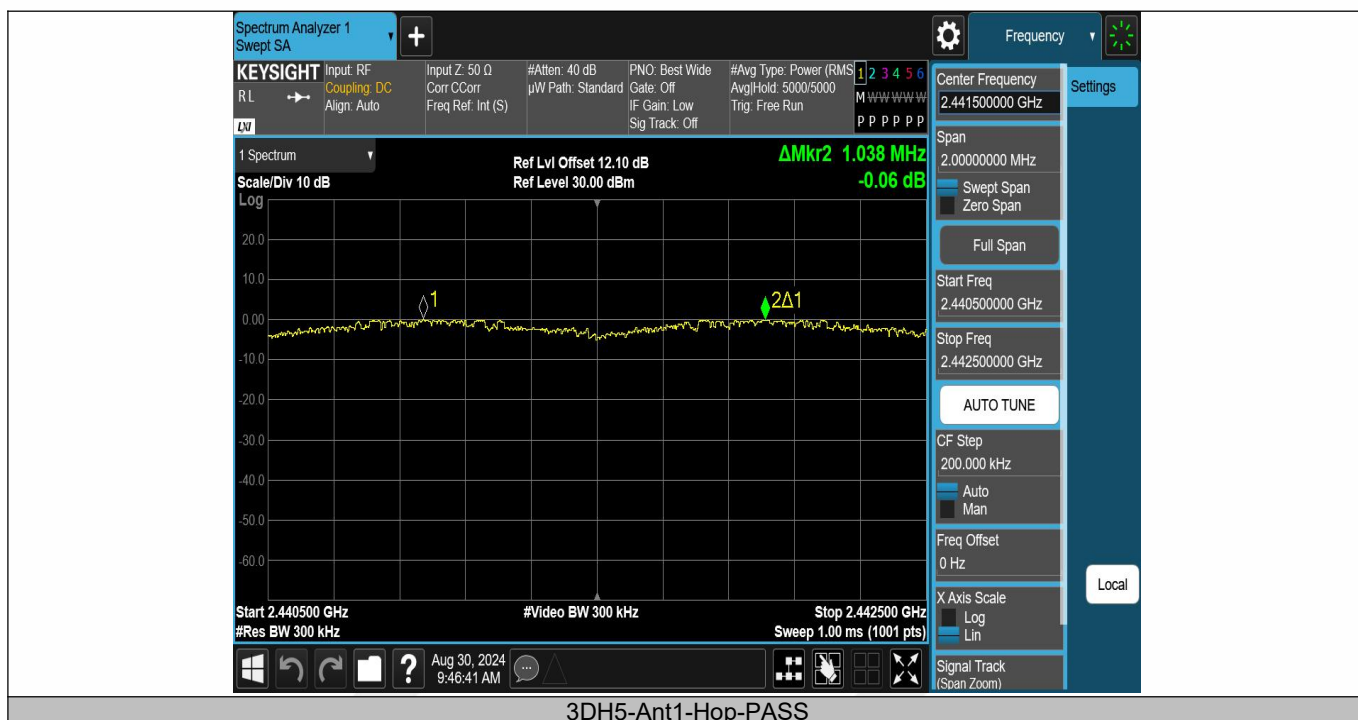 Spectrum Analyzer 1
Swept SA
Frequency
KEYSIGHT
RL
LXI
Input: RF
Coupling: DC
Align: Auto
Input Z: 50 Ω
Corr CCorr
Freq Ref: Int (S)
#Atten: 40 dB
µW Path: Standard
PNO: Best Wide
Gate: Off
IF Gain: Low
Sig Track: Off
#Avg Type: Power (RMS
Avg|Hold: 5000/5000
Trig: Free Run
1 2 3 4 5 6
M W W W W W
P P P P P P
1 Spectrum
Scale/Div 10 dB
Log
Ref Lvl Offset 12.10 dB
Ref Level 30.00 dBm
ΔMkr2 1.038 MHz
-0.06 dB
20.0
10.0
0.00
-10.0
-20.0
-30.0
-40.0
-50.0
-60.0
1
2Δ1
Start 2.440500 GHz
#Res BW 300 kHz
#Video BW 300 kHz
Stop 2.442500 GHz
Sweep 1.00 ms (1001 pts)
Center Frequency
2.441500000 GHz
Settings
Span
2.00000000 MHz
Swept Span
Zero Span
Full Span
Start Freq
2.440500000 GHz
Stop Freq
2.442500000 GHz
AUTO TUNE
CF Step
200.000 kHz
Auto
Man
Freq Offset
0 Hz
X Axis Scale
Log
Lin
Signal Track
(Span Zoom)
Local
?
Aug 30, 2024
9:46:41 AM
3DH5-Ant1-Hop-PASS